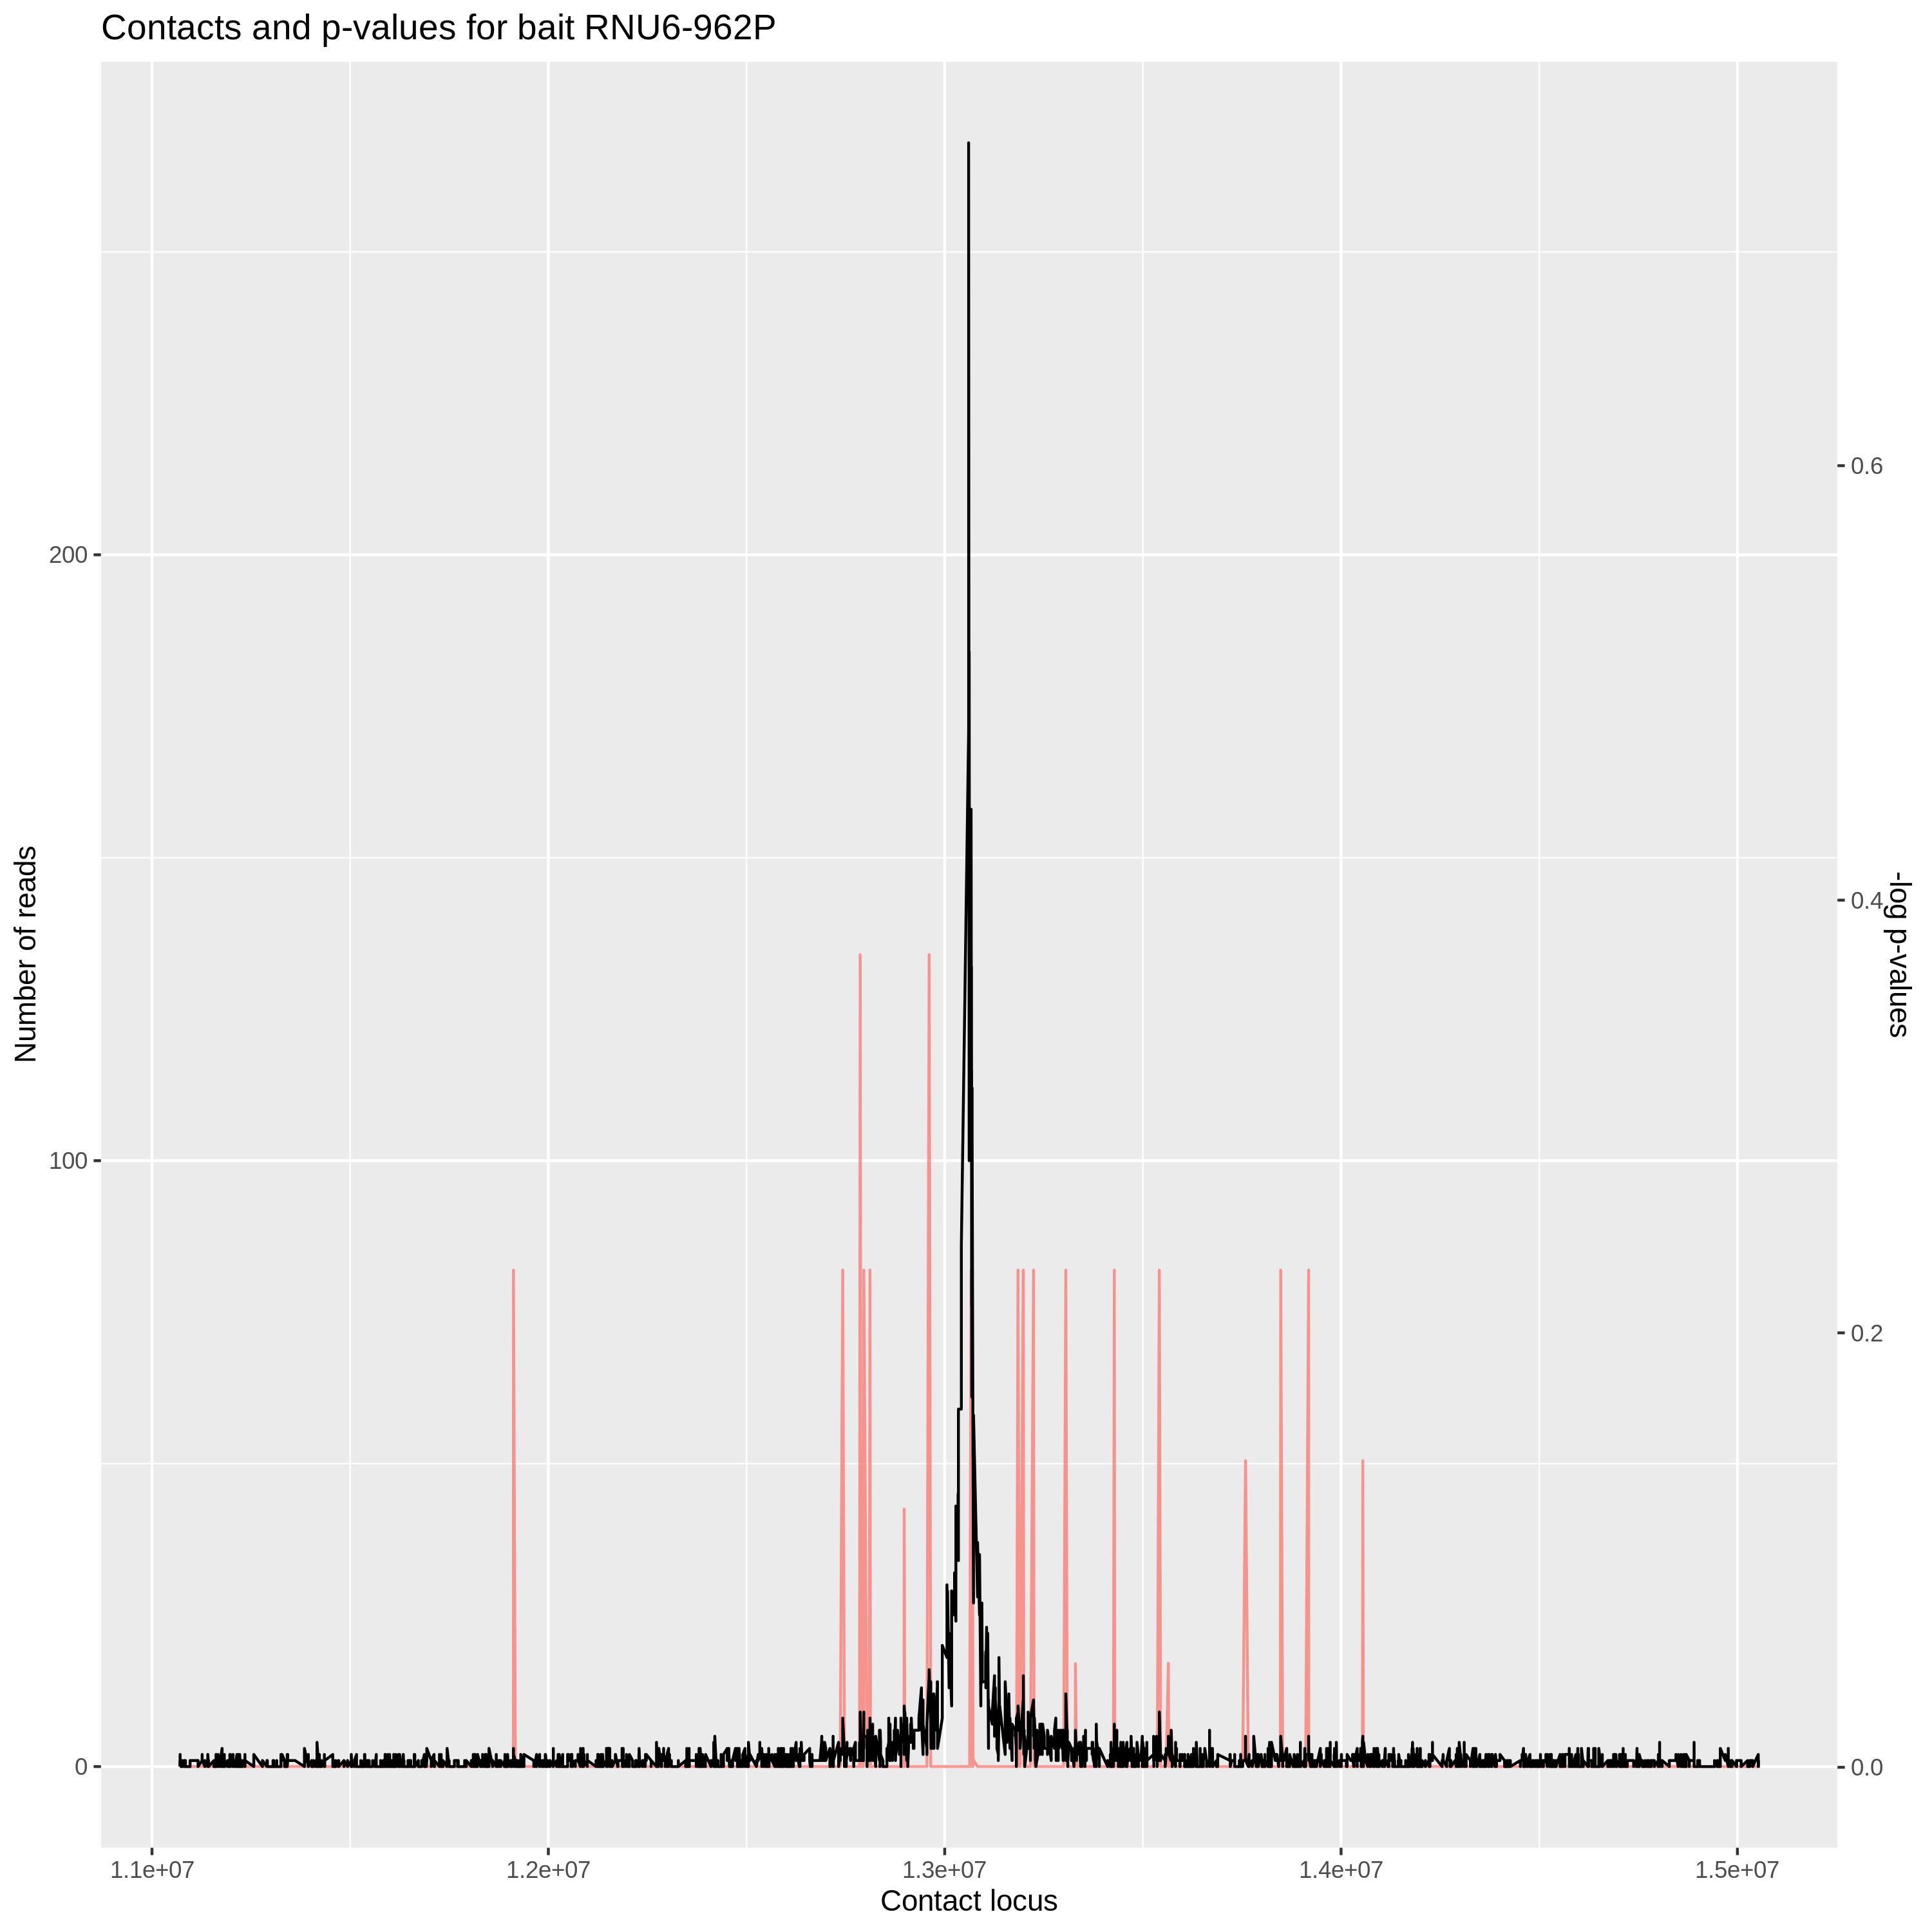 Contacts and p-values for bait RNU6-962P
Number of reads
200
100
0
0.6
0.4
0.2
0.0
-log p-values
1.1e+07 1.2e+07 1.3e+07 1.4e+07 1.5e+07
Contact locus